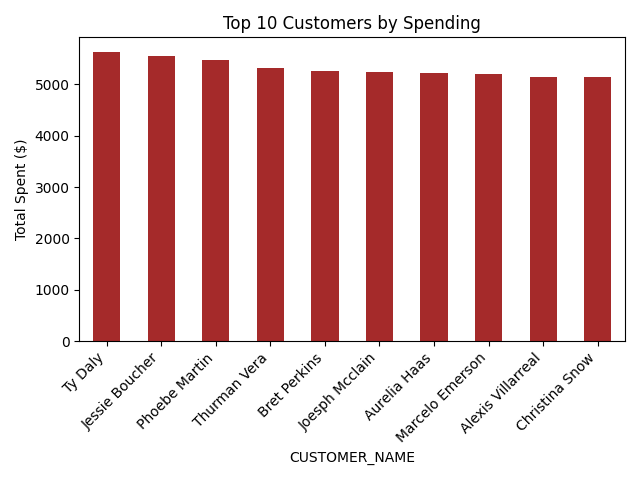 Top 10 Customers by Spending
Total Spent ($)
5000
4000
3000
2000
1000
0
Ty Daly
Jessie Boucher
Phoebe Martin
Thurman Vera
Bret Perkins
Joesph Mcclain
Aurelia Haas
Marcelo Emerson
Alexis Villarreal
Christina Snow
CUSTOMER_NAME